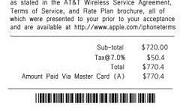 as stated in the AT&T Wireless Service Agreement,
Terms of Service, and Rate Plan brochure, all of
which were presented to your prior to your acceptance
and are available at http://www.apple.com/iphoneterms
Sub-total $720.00
Tax@7.0% $50.4
Total $770.4
Amount Paid Via Master Card (A) $770.4